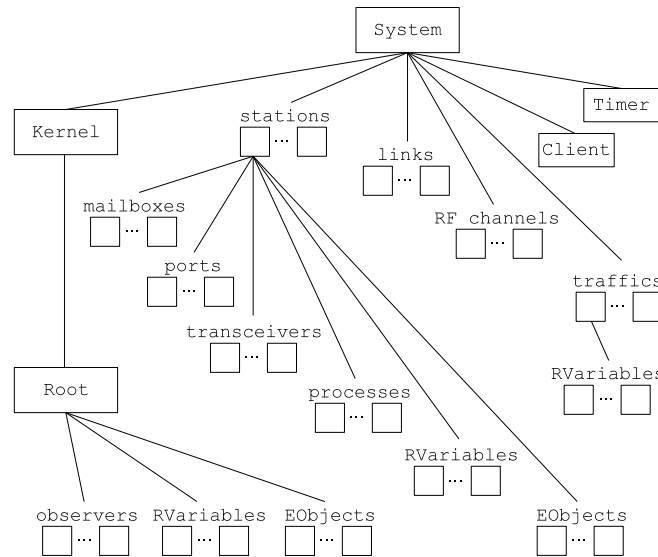 System
Timer
Kernel
stations
...
Client
links
...
mailboxes
...
RF channels
...
ports
...
traffics
...
transceivers
...
RVariables
...
Root
processes
...
RVariables
...
observers
...
RVariables
...
EObjects
...
EObjects
...